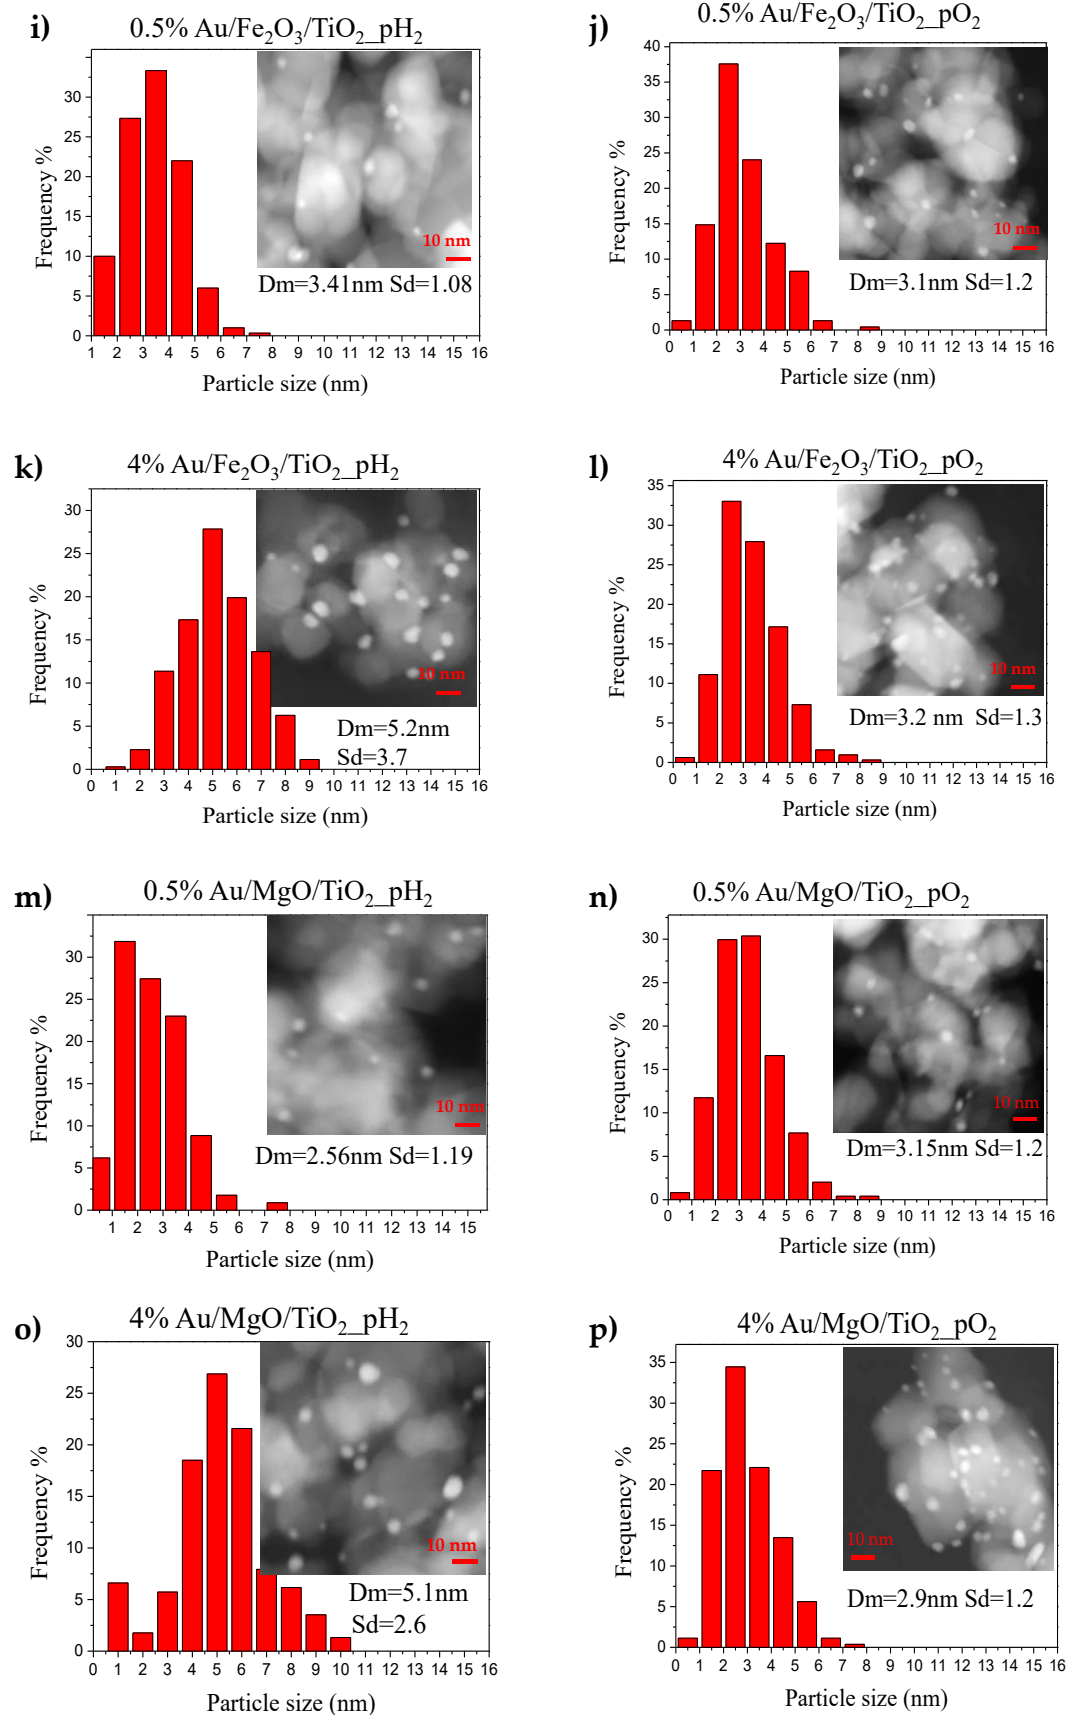 i)
0.5% Au/Fe₂O₃/TiO₂_pH₂
Frequency %
30
25
20
15
10
5
0
10 nm
Dm=3.41nm Sd=1.08
1 2 3 4 5 6 7 8 9 10 11 12 13 14 15 16
Particle size (nm)
j)
0.5% Au/Fe₂O₃/TiO₂_pO₂
Frequency %
40
35
30
25
20
15
10
5
0
10 nm
Dm=3.1nm Sd=1.2
0 1 2 3 4 5 6 7 8 9 10 11 12 13 14 15 16
Particle size (nm)
k)
4% Au/Fe₂O₃/TiO₂_pH₂
Frequency %
30
25
20
15
10
5
0
10 nm
Dm=5.2nm
Sd=3.7
0 1 2 3 4 5 6 7 8 9 10 11 12 13 14 15 16
Particle size (nm)
l)
4% Au/Fe₂O₃/TiO₂_pO₂
Frequency %
35
30
25
20
15
10
5
0
10 nm
Dm=3.2 nm Sd=1.3
0 1 2 3 4 5 6 7 8 9 10 11 12 13 14 15 16
Particle size (nm)
m)
0.5% Au/MgO/TiO₂_pH₂
Frequency %
30
25
20
15
10
5
0
10 nm
Dm=2.56nm Sd=1.19
1 2 3 4 5 6 7 8 9 10 11 12 13 14 15
Particle size (nm)
n)
0.5% Au/MgO/TiO₂_pO₂
Frequency %
30
25
20
15
10
5
0
10 nm
Dm=3.15nm Sd=1.2
0 1 2 3 4 5 6 7 8 9 10 11 12 13 14 15 16
Particle size (nm)
o)
4% Au/MgO/TiO₂_pH₂
Frequency %
30
25
20
15
10
5
0
10 nm
Dm=5.1nm
Sd=2.6
0 1 2 3 4 5 6 7 8 9 10 11 12 13 14 15 16
Particle size (nm)
p)
4% Au/MgO/TiO₂_pO₂
Frequency %
35
30
25
20
15
10
5
0
10 nm
Dm=2.9nm Sd=1.2
0 1 2 3 4 5 6 7 8 9 10 11 12 13 14 15 16
Particle size (nm)